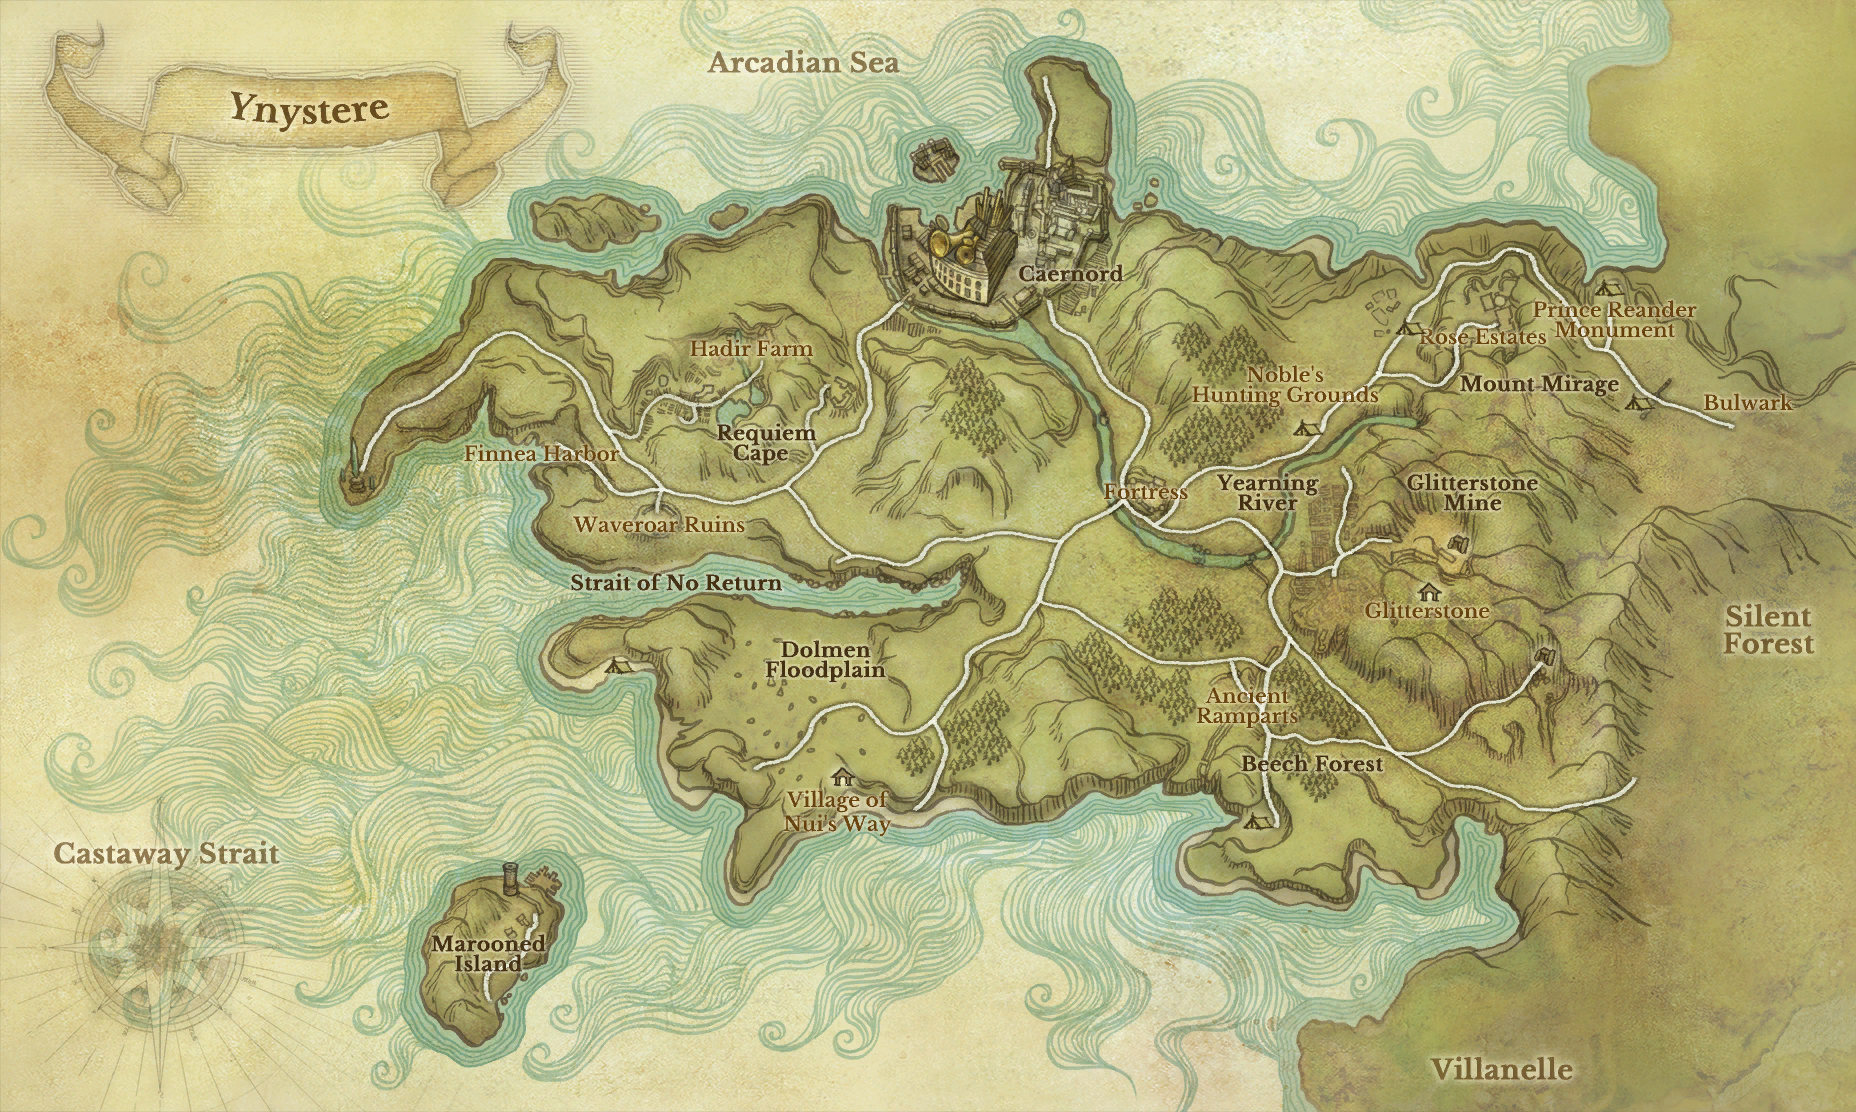 Arcadian Sea
Ynystere
Caernord
Prince Reander
Monument
Rose Estates
Hadir Farm
Noble's
Hunting Grounds
Mount Mirage
Bulwark
Requiem
Cape
Finnea Harbor
Fortress
Yearning
River
Glitterstone
Mine
Waveroar Ruins
Strait of No Return
Glitterstone
Silent
Forest
Dolmen
Floodplain
Ancient
Ramparts
Beech Forest
Village of
Nui's Way
Castaway Strait
Marooned
Island
Villanelle